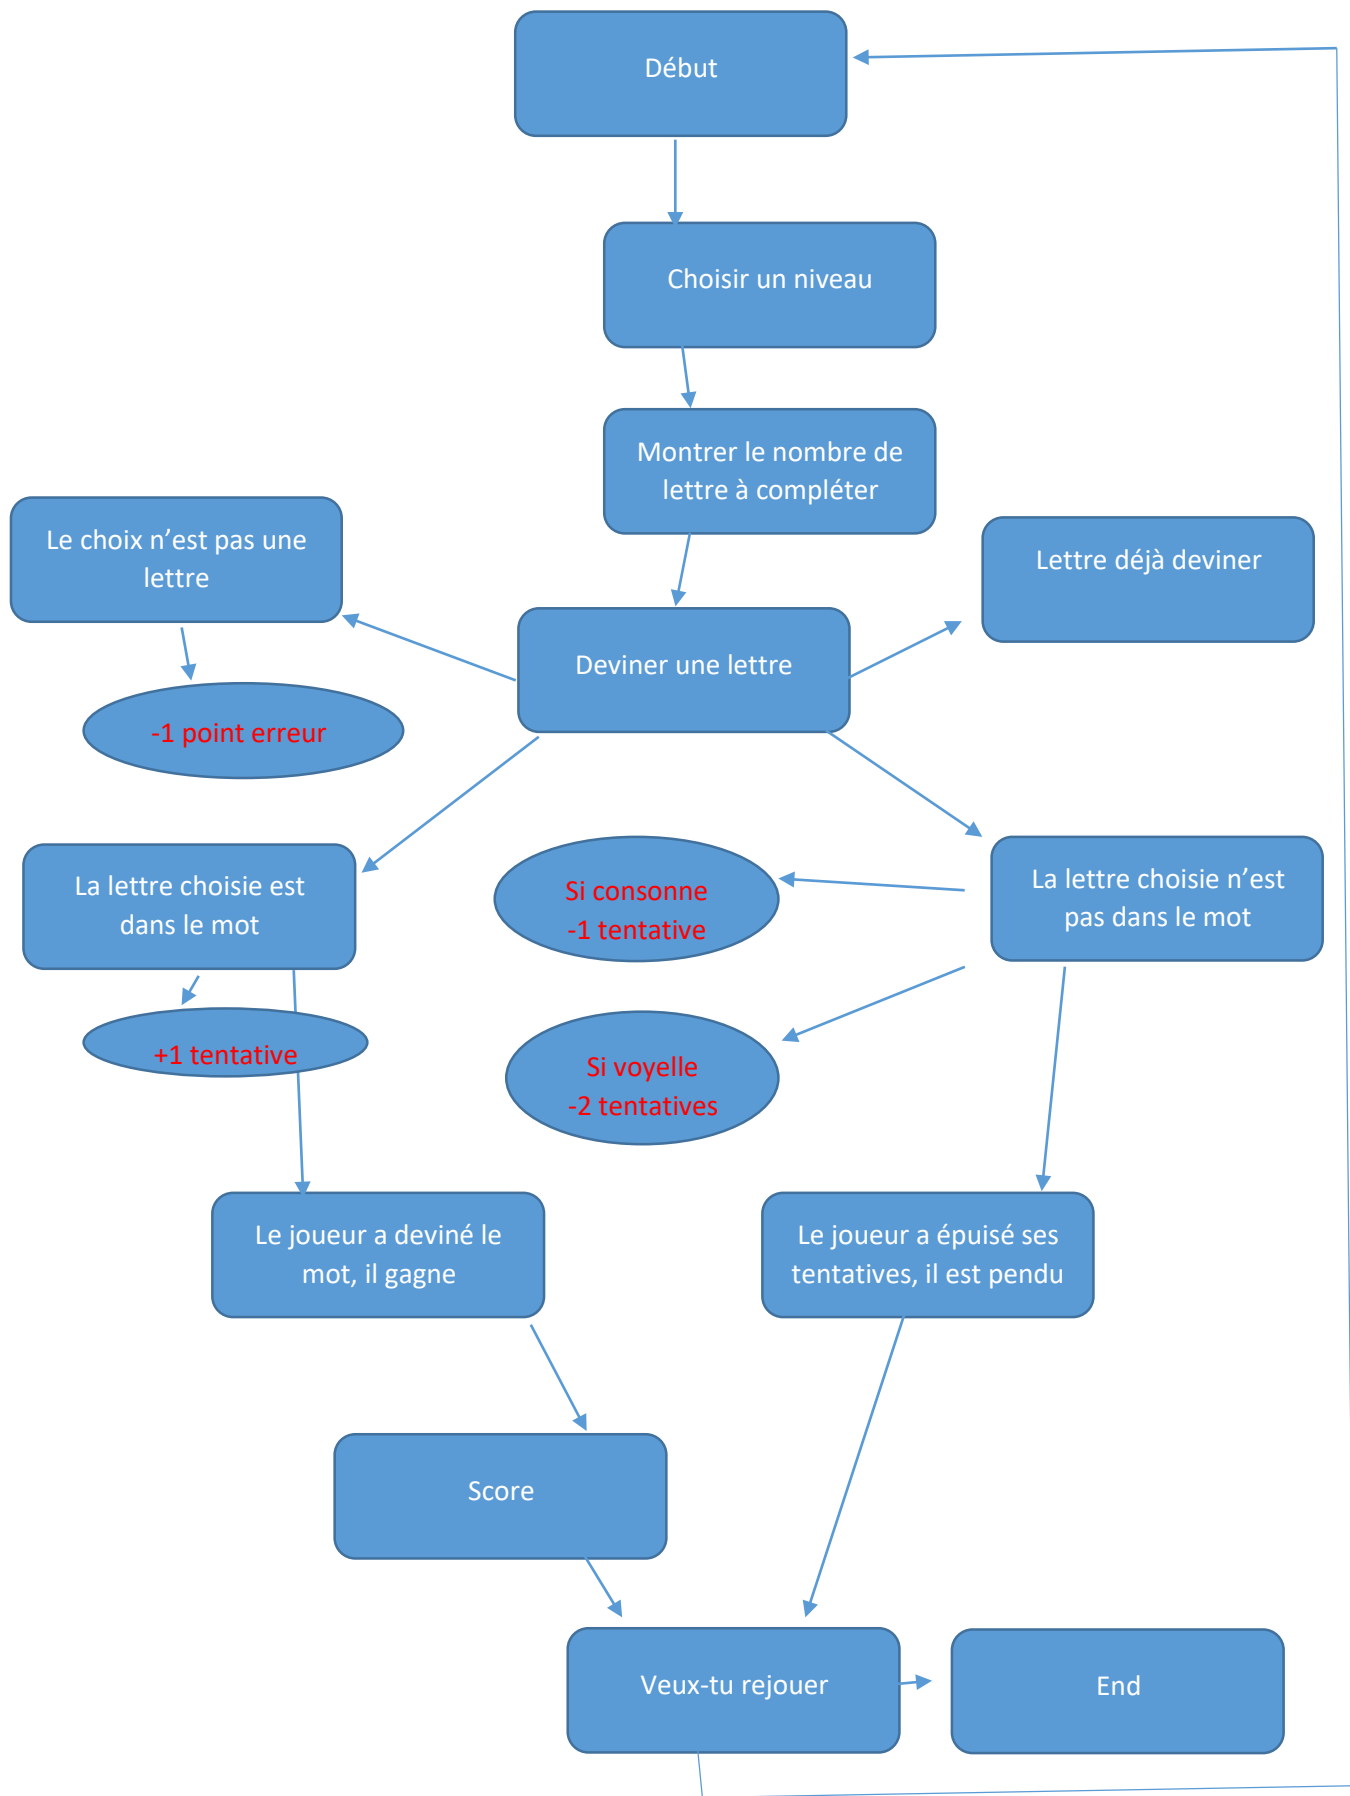 Début
Choisir un niveau
Montrer le nombre de
lettre à compléter
Le choix n’est pas une
lettre
Lettre déjà deviner
Deviner une lettre
-1 point erreur
La lettre choisie est
dans le mot
Si consonne
-1 tentative
La lettre choisie n’est
pas dans le mot
+1 tentative
Si voyelle
-2 tentatives
Le joueur a deviné le
mot, il gagne
Le joueur a épuisé ses
tentatives, il est pendu
Score
Veux-tu rejouer
End